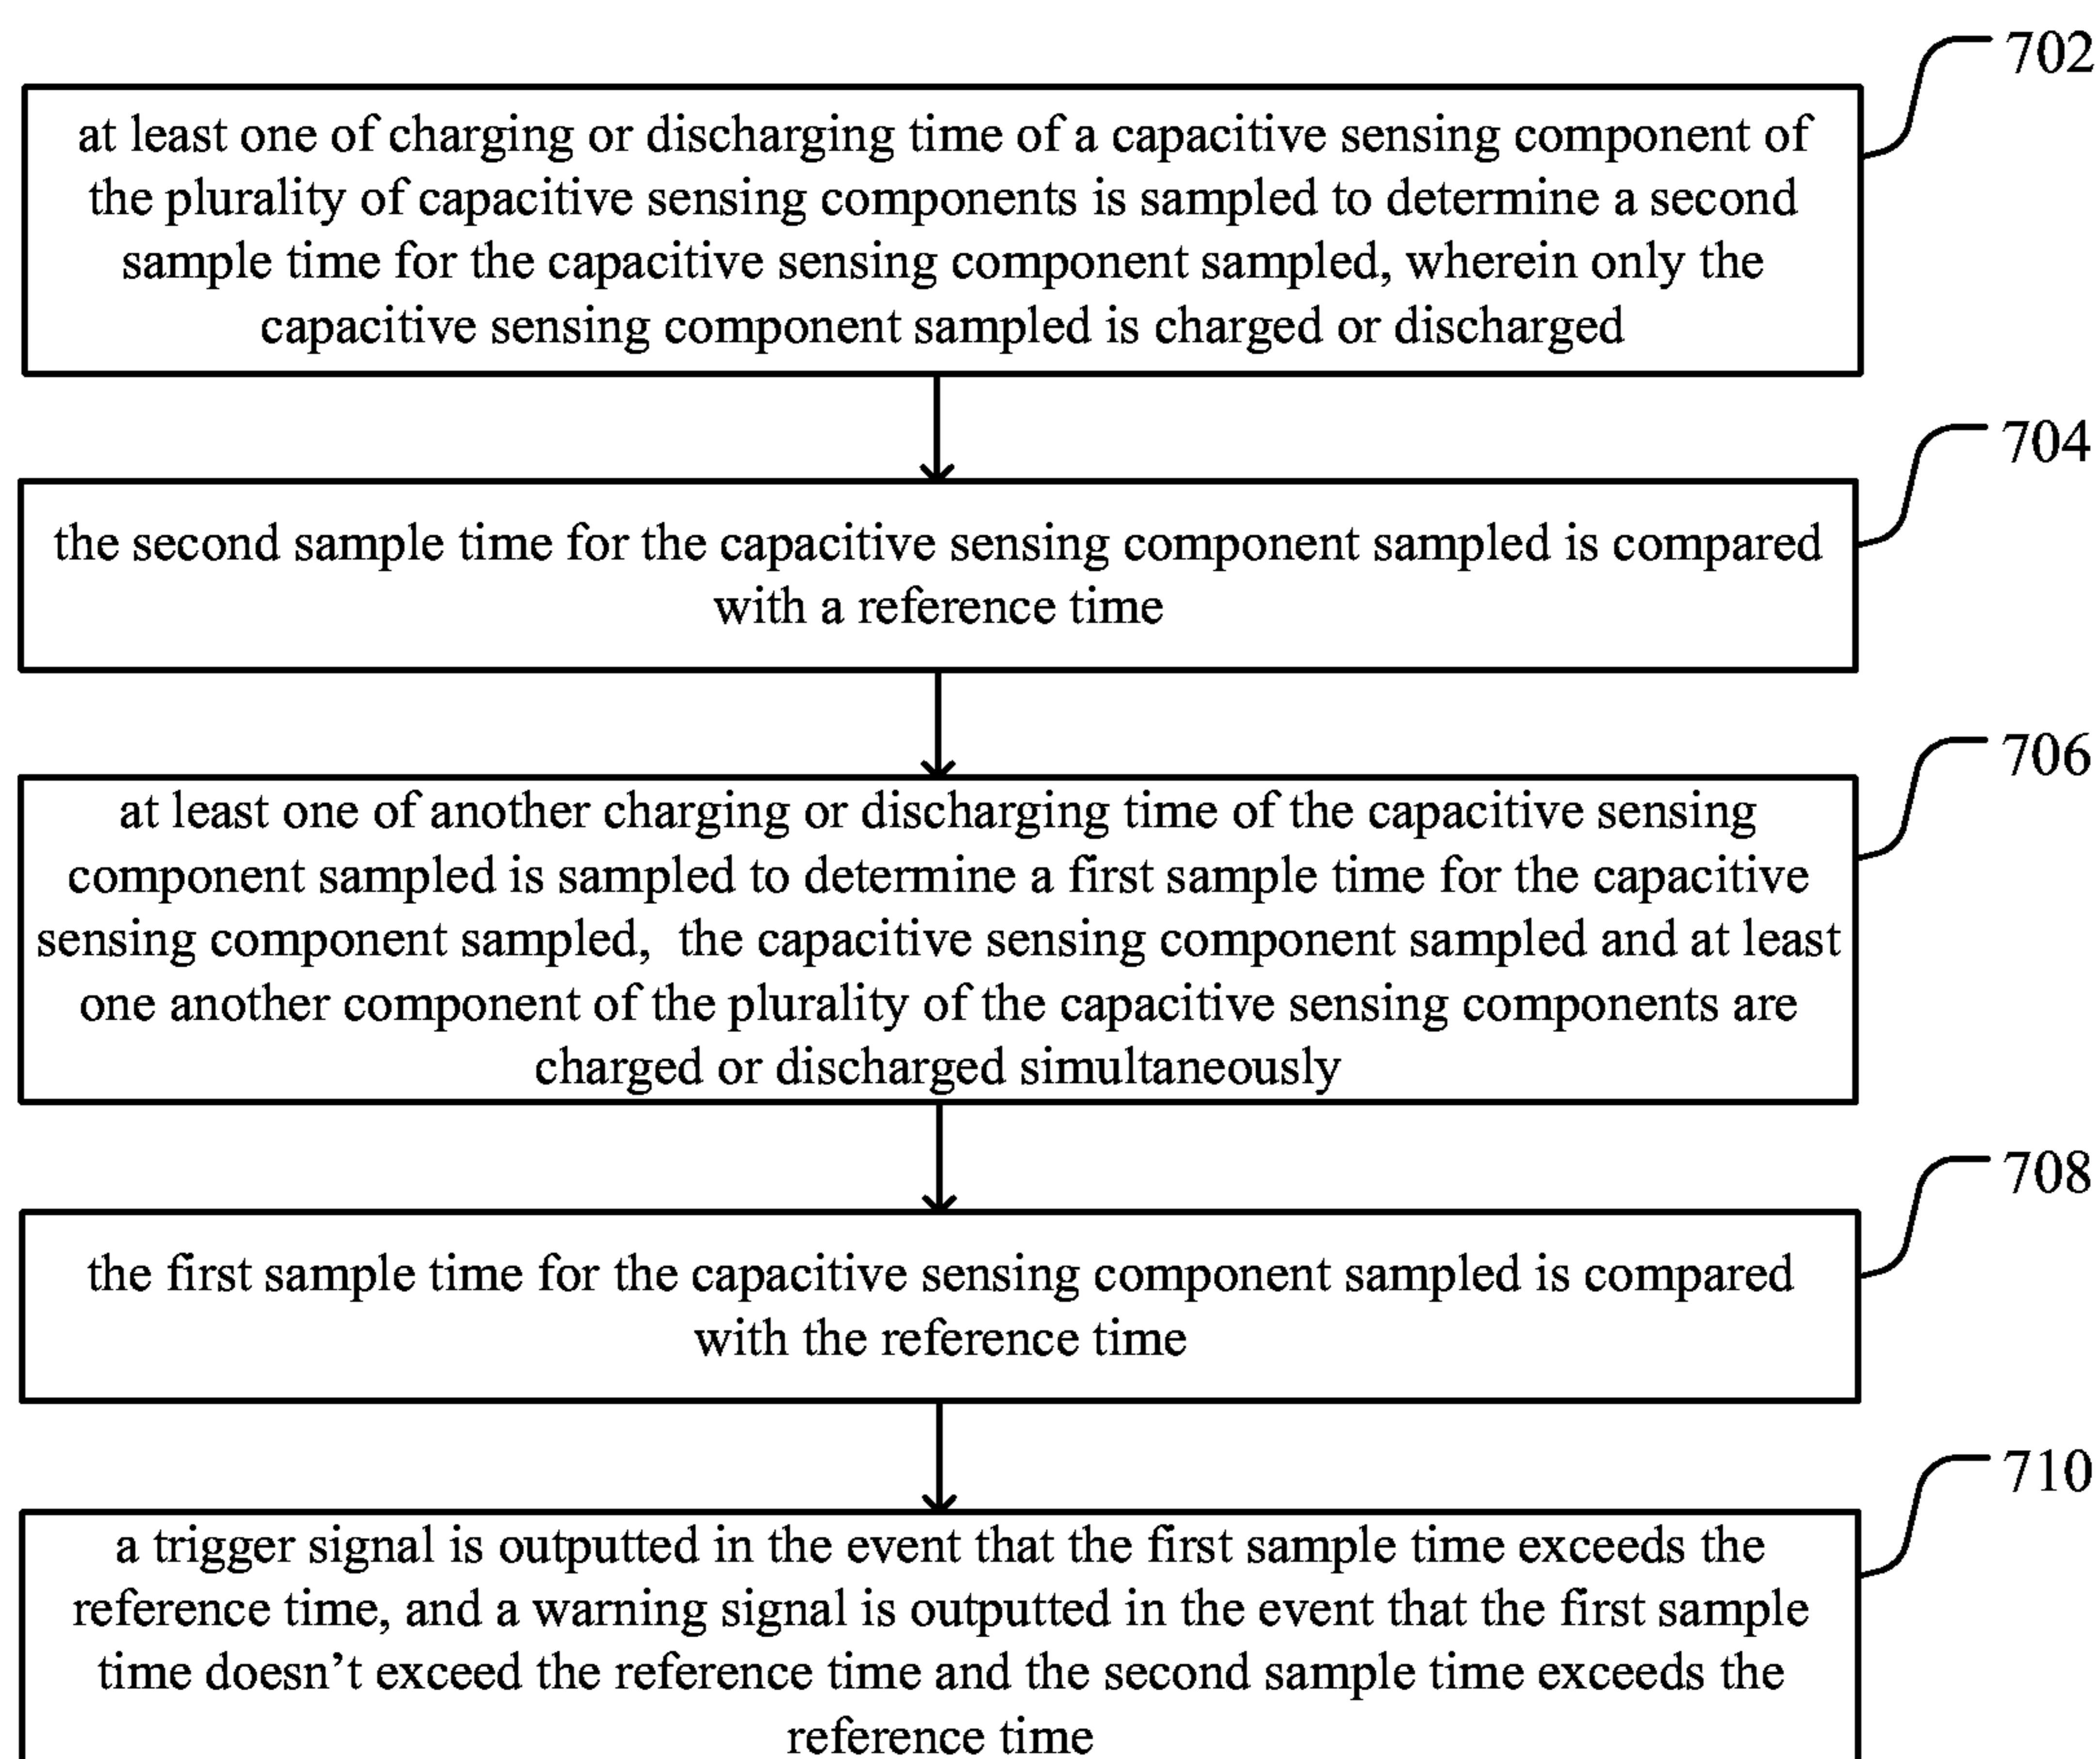 702
at least one of charging or discharging time of a capacitive sensing component of
the plurality of capacitive sensing components is sampled to determine a second
sample time for the capacitive sensing component sampled, wherein only the
capacitive sensing component sampled is charged or discharged
704
the second sample time for the capacitive sensing component sampled is compared
with a reference time
706
at least one of another charging or discharging time of the capacitive sensing
component sampled is sampled to determine a first sample time for the capacitive
sensing component sampled, the capacitive sensing component sampled and at least
one another component of the plurality of the capacitive sensing components are
charged or discharged simultaneously
708
the first sample time for the capacitive sensing component sampled is compared
with the reference time
710
a trigger signal is outputted in the event that the first sample time exceeds the
reference time, and a warning signal is outputted in the event that the first sample
time doesn’t exceed the reference time and the second sample time exceeds the
reference time